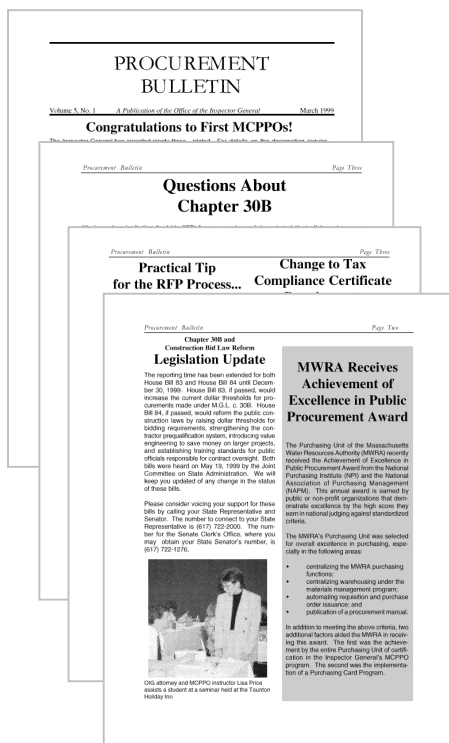 PROCUREMENT
BULLETIN
Volume 5, No. 1 A Publication of the Office of the Inspector General March 1999
Congratulations to First MCPPOs!
Procurement Bulletin Page Three
Questions About
Chapter 30B
Procurement Bulletin Page Three
Practical Tip
for the RFP Process...
Change to Tax
Compliance Certificate
Procurement Bulletin Page Two
Chapter 30B and
Construction Bid Law Reform
Legislation Update
The reporting time has been extended for both
House Bill 83 and House Bill 84 until Decem-
ber 30, 1999. House Bill 83, if passed, would
increase the current dollar thresholds for pro-
curements made under M.G.L. c. 30B. House
Bill 84, if passed, would reform the public con-
struction laws by raising dollar thresholds for
bidding requirements, strengthening the con-
tractor prequalification system, introducing value
engineering to save money on larger projects,
and establishing training standards for public
officials responsible for contract oversight. Both
bills were heard on May 19, 1999 by the Joint
Committee on State Administration. We will
keep you updated of any change in the status
of these bills.
Please consider voicing your support for these
bills by calling your State Representative and
Senator. The number to connect to your State
Representative is (617) 722-2000. The num-
ber for the Senate Clerk's Office, where you
may obtain your State Senator's number, is
(617) 722-1276.
OIG attorney and MCPPO instructor Lisa Price
assists a student at a seminar held at the Taunton
Holiday Inn
MWRA Receives
Achievement of
Excellence in Public
Procurement Award
The Purchasing Unit of the Massachusetts
Water Resources Authority (MWRA) recently
received the Achievement of Excellence in
Public Procurement Award from the National
Purchasing Institute (NPI) and the National
Association of Purchasing Management
(NAPM). This annual award is earned by
public or non-profit organizations that dem-
onstrate excellence by the high score they
earn in national judging against standardized
criteria.
The MWRA's Purchasing Unit was selected
for overall excellence in purchasing, espe-
cially in the following areas:
• centralizing the MWRA purchasing
functions;
• centralizing warehousing under the
materials management program;
• automating requisition and purchase
order issuance; and
• publication of a procurement manual.
In addition to meeting the above criteria, two
additional factors aided the MWRA in receiv-
ing this award. The first was the achieve-
ment by the entire Purchasing Unit of certifi-
cation in the Inspector General's MCPPO
program. The second was the implementa-
tion of a Purchasing Card Program.